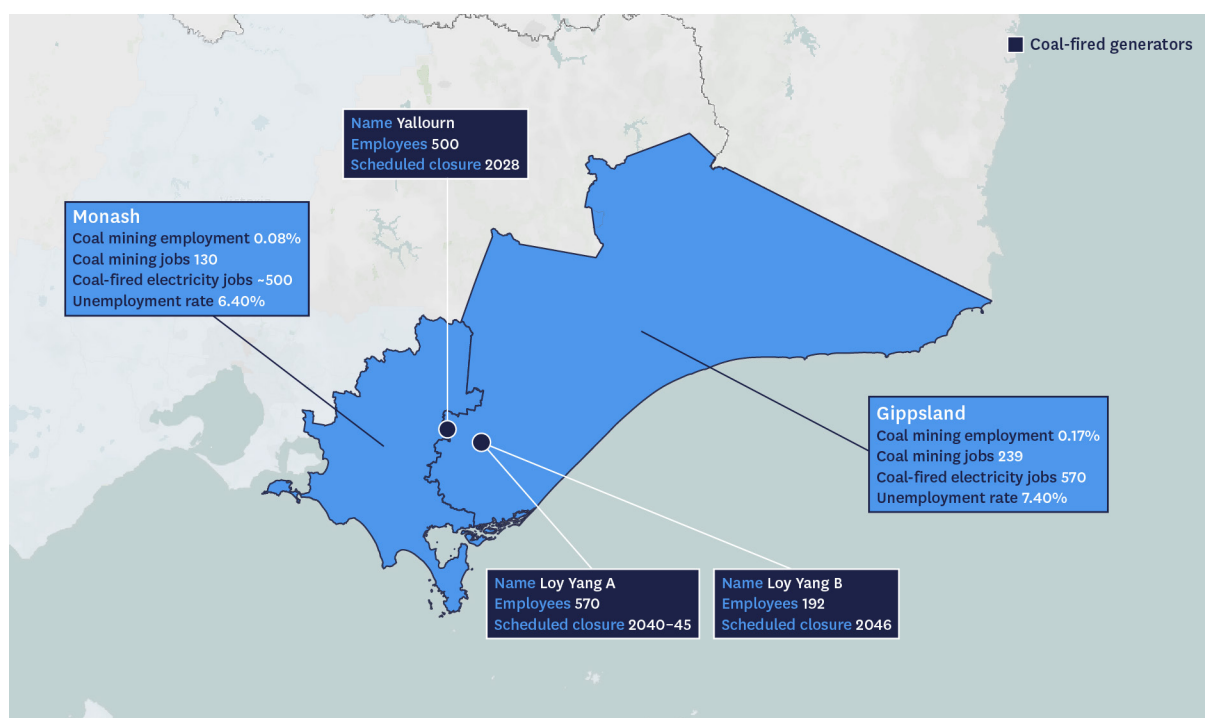 Coal-fired generators
Name Yallourn
Employees 500
Scheduled closure 2028
Monash
Coal mining employment 0.08%
Coal mining jobs 130
Coal-fired electricity jobs ~500
Unemployment rate 6.40%
Gippsland
Coal mining employment 0.17%
Coal mining jobs 239
Coal-fired electricity jobs 570
Unemployment rate 7.40%
Name Loy Yang A
Employees 570
Scheduled closure 2040–45
Name Loy Yang B
Employees 192
Scheduled closure 2046